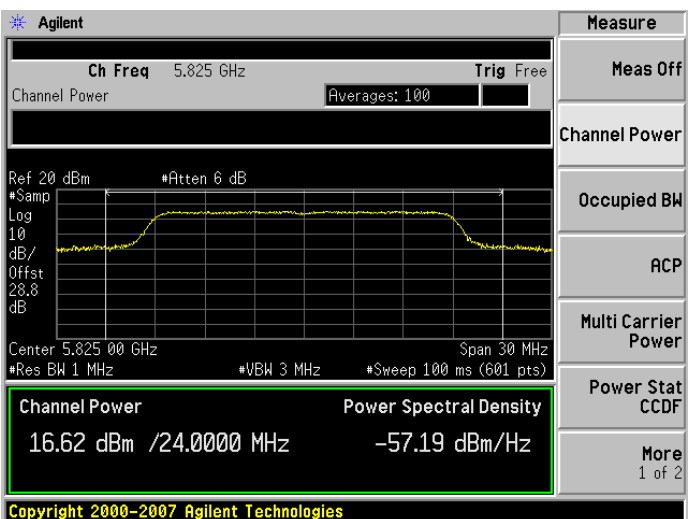 Agilent
Measure
Ch Freq 5.825 GHz Trig Free
Channel Power Averages: 100
Meas Off
Channel Power
Occupied BW
ACP
Multi Carrier
Power
Power Stat
CCDF
More
1 of 2
Ref 20 dBm #Atten 6 dB
#Samp
Log
10
dB/
Offst
28.8
dB
Center 5.825 00 GHz Span 30 MHz
#Res BW 1 MHz #VBW 3 MHz #Sweep 100 ms (601 pts)
Channel Power Power Spectral Density
16.62 dBm /24.0000 MHz -57.19 dBm/Hz
Copyright 2000-2007 Agilent Technologies